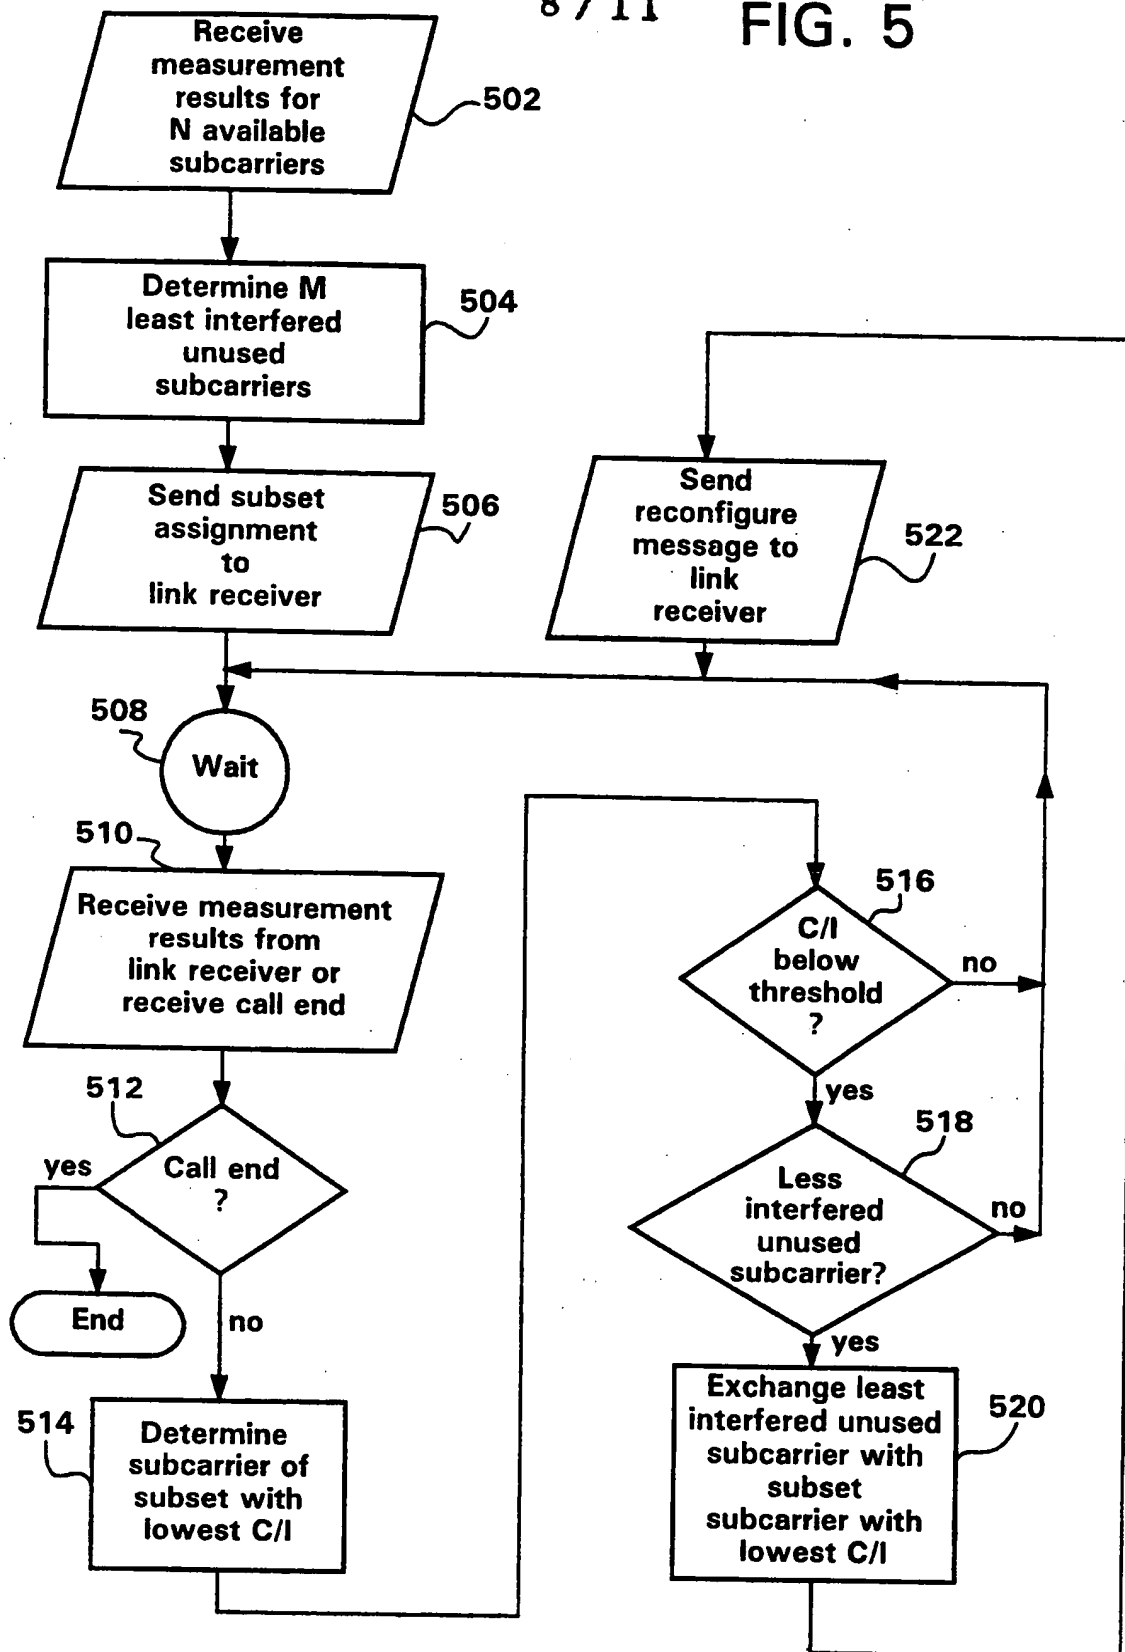 8/11
FIG. 5
Receive
measurement
results for
N available
subcarriers
502
Determine M
least interfered
unused
subcarriers
504
Send subset
assignment
to
link receiver
506
Send
reconfigure
message to
link
receiver
522
508
Wait
510
Receive measurement
results from
link receiver or
receive call end
512
yes
Call end
?
End
no
514
Determine
subcarrier of
subset with
lowest C/I
516
C/I
below
threshold
?
no
yes
518
Less
interfered
unused
subcarrier?
no
yes
Exchange least
interfered unused
subcarrier with
subset
subcarrier with
lowest C/I
520